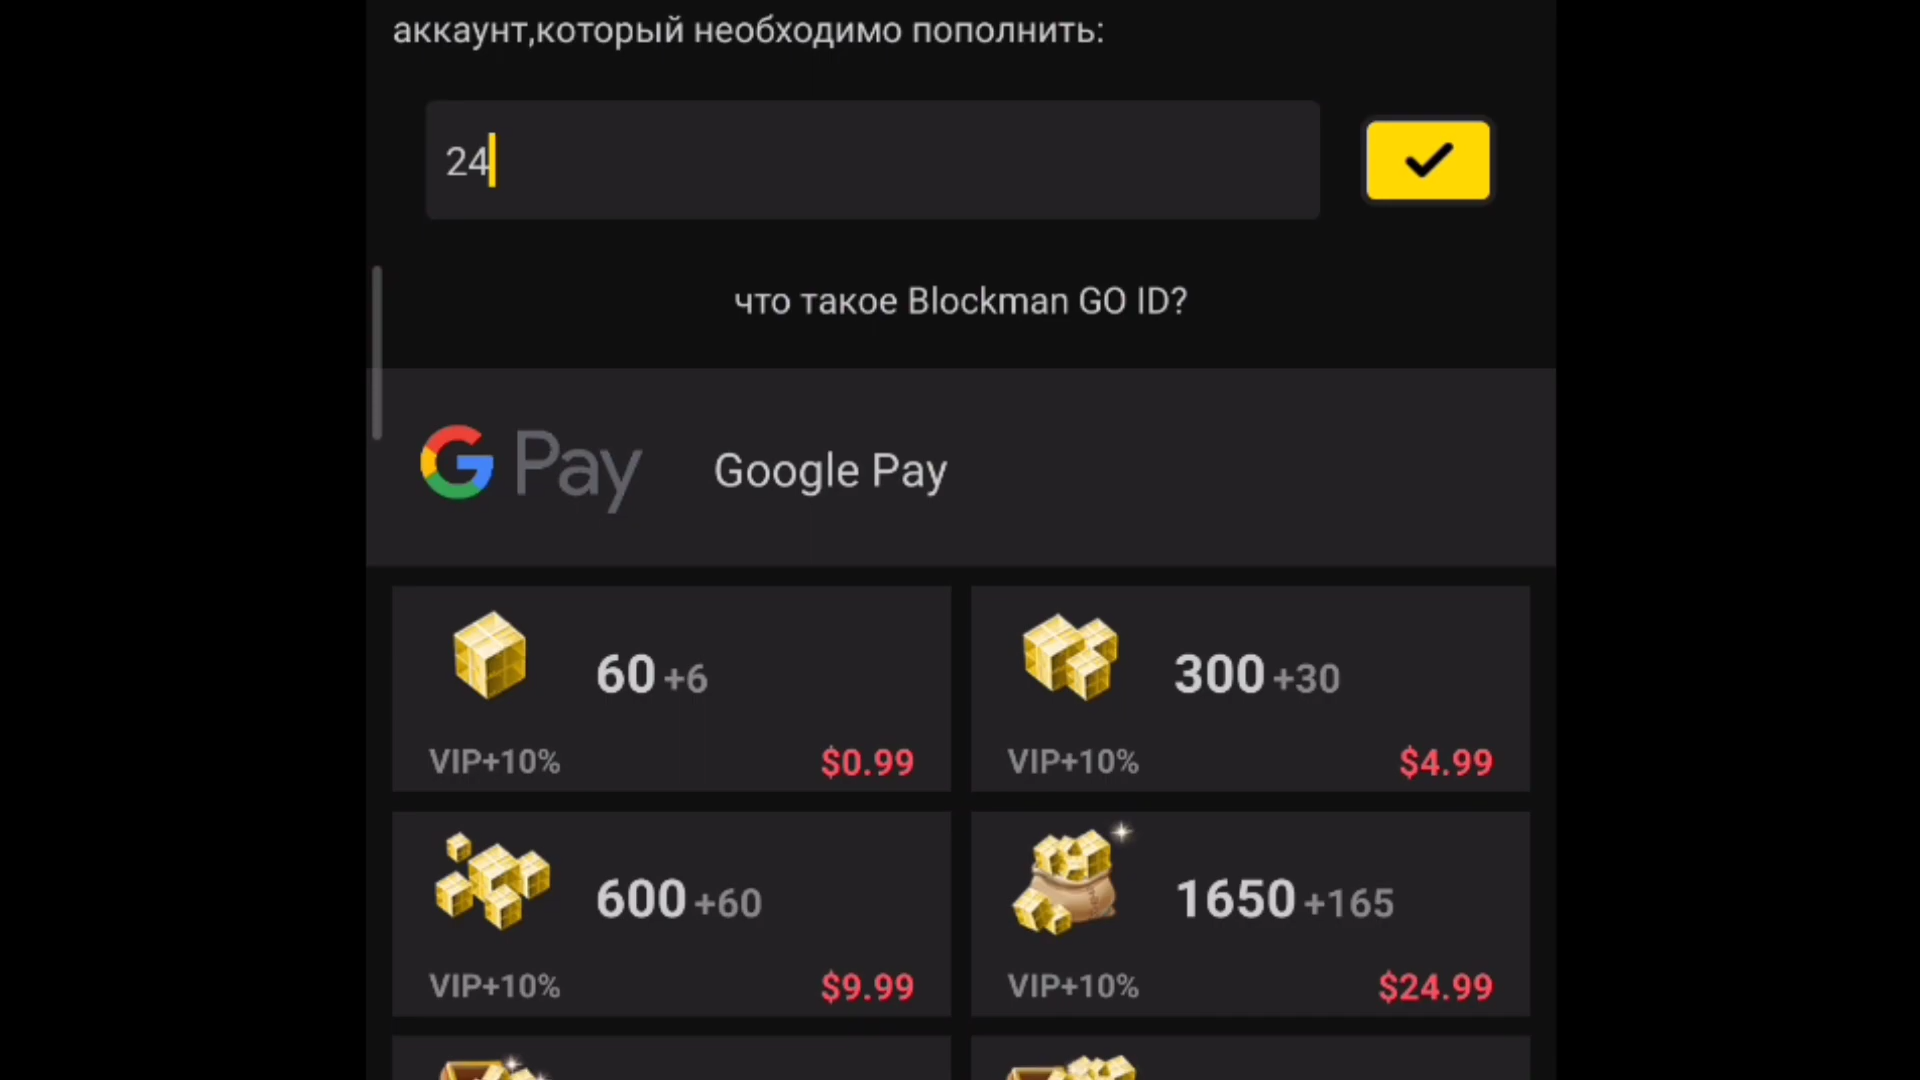 аккаунт,который необходимо пополнить:
24
что такое Blockman GO ID?
G Pay Google Pay
60 +6
VIP+10% $0.99
300 +30
VIP+10% $4.99
600 +60
VIP+10% $9.99
1650 +165
VIP+10% $24.99